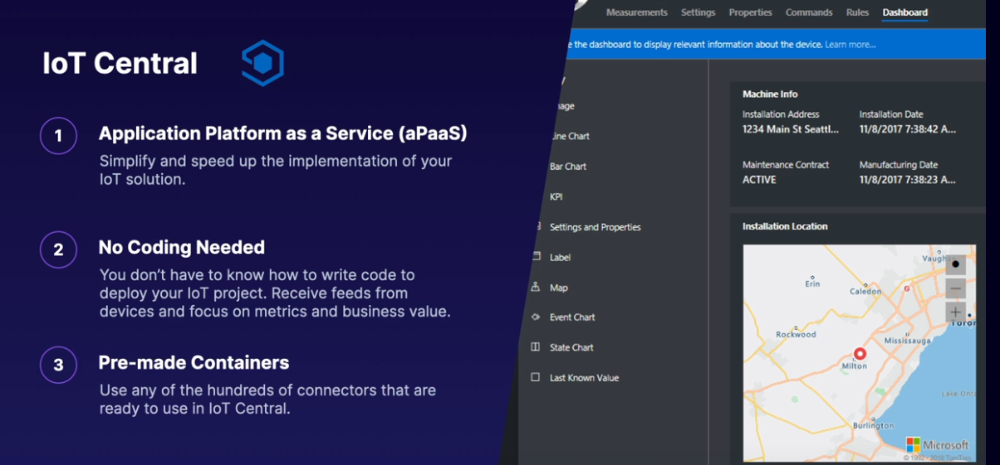 IoT Central
1
Application Platform as a Service (aPaaS)
Simplify and speed up the implementation of your
IoT solution.
2
No Coding Needed
You don’t have to know how to write code to
deploy your IoT project. Receive feeds from
devices and focus on metrics and business value.
3
Pre-made Containers
Use any of the hundreds of connectors that are
ready to use in IoT Central.
Measurements Settings Properties Commands Rules Dashboard
the dashboard to display relevant information about the device. Learn more...
Line Chart
Bar Chart
KPI
Settings and Properties
Label
Map
Event Chart
State Chart
Last Known Value
Machine Info
Installation Address Installation Date
1234 Main St Seattl... 11/8/2017 7:38:42 A...
Maintenance Contract Manufacturing Date
ACTIVE 11/8/2017 7:38:23 A...
Installation Location
Vaugh
Erin
Caledon
Toron
Rockwood
Mississauga
Milton
Lake Ont
Burlington
Microsoft
© 1992 - 2018 TomTom